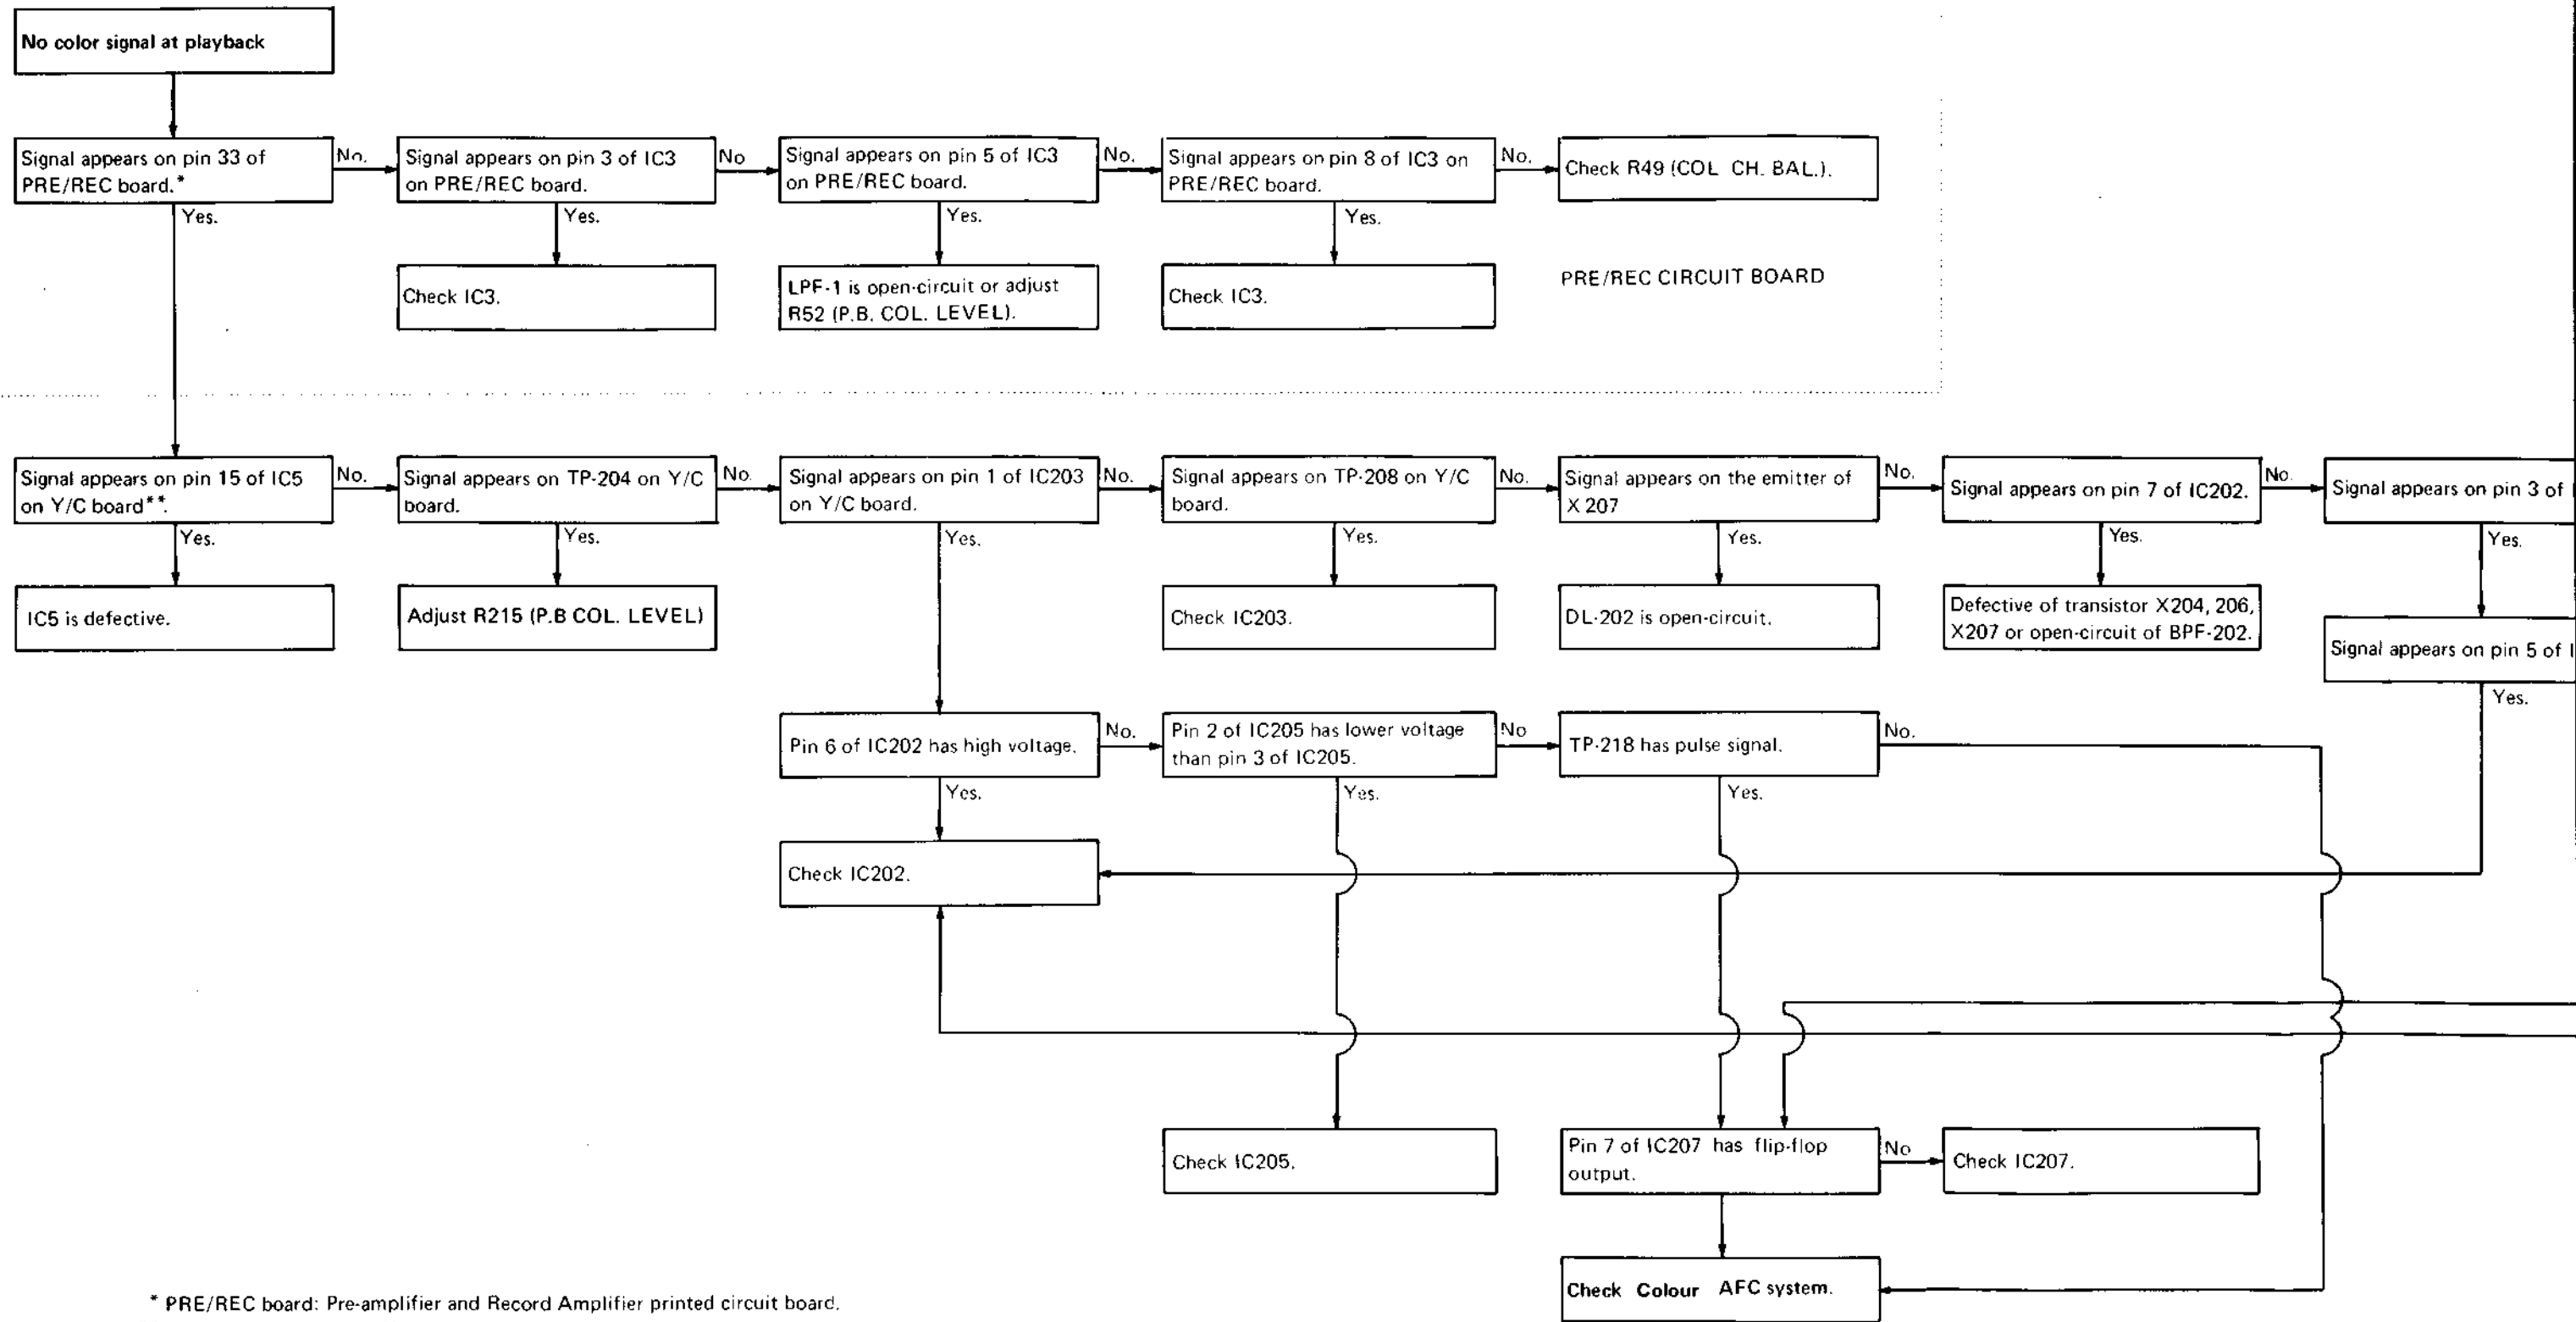 No color signal at playback
Signal appears on pin 33 of
PRE/REC board.*
No.
Signal appears on pin 3 of IC3
on PRE/REC board.
No
Signal appears on pin 5 of IC3
on PRE/REC board.
No.
Signal appears on pin 8 of IC3 on
PRE/REC board.
No.
Check R49 (COL CH. BAL.).
Yes.
Yes.
Yes.
Yes.
Check IC3.
LPF-1 is open-circuit or adjust
R52 (P.B. COL. LEVEL).
Check IC3.
PRE/REC CIRCUIT BOARD
Signal appears on pin 15 of IC5
on Y/C board**.
No.
Signal appears on TP-204 on Y/C
board.
No.
Signal appears on pin 1 of IC203
on Y/C board.
No.
Signal appears on TP-208 on Y/C
board.
No.
Signal appears on the emitter of
X 207
No.
Signal appears on pin 7 of IC202.
No.
Signal appears on pin 3 of
Yes.
Yes.
Yes.
Yes.
Yes.
Yes.
Yes.
IC5 is defective.
Adjust R215 (P.B COL. LEVEL)
Check IC203.
DL-202 is open-circuit.
Defective of transistor X204, 206,
X207 or open-circuit of BPF-202.
Signal appears on pin 5 of
Yes.
Pin 6 of IC202 has high voltage.
No.
Pin 2 of IC205 has lower voltage
than pin 3 of IC205.
No
TP-218 has pulse signal.
No.
Yes.
Yes.
Yes.
Check IC202.
Check IC205.
Pin 7 of IC207 has flip-flop
output.
No
Check IC207.
Check Colour AFC system.
* PRE/REC board: Pre-amplifier and Record Amplifier printed circuit board.